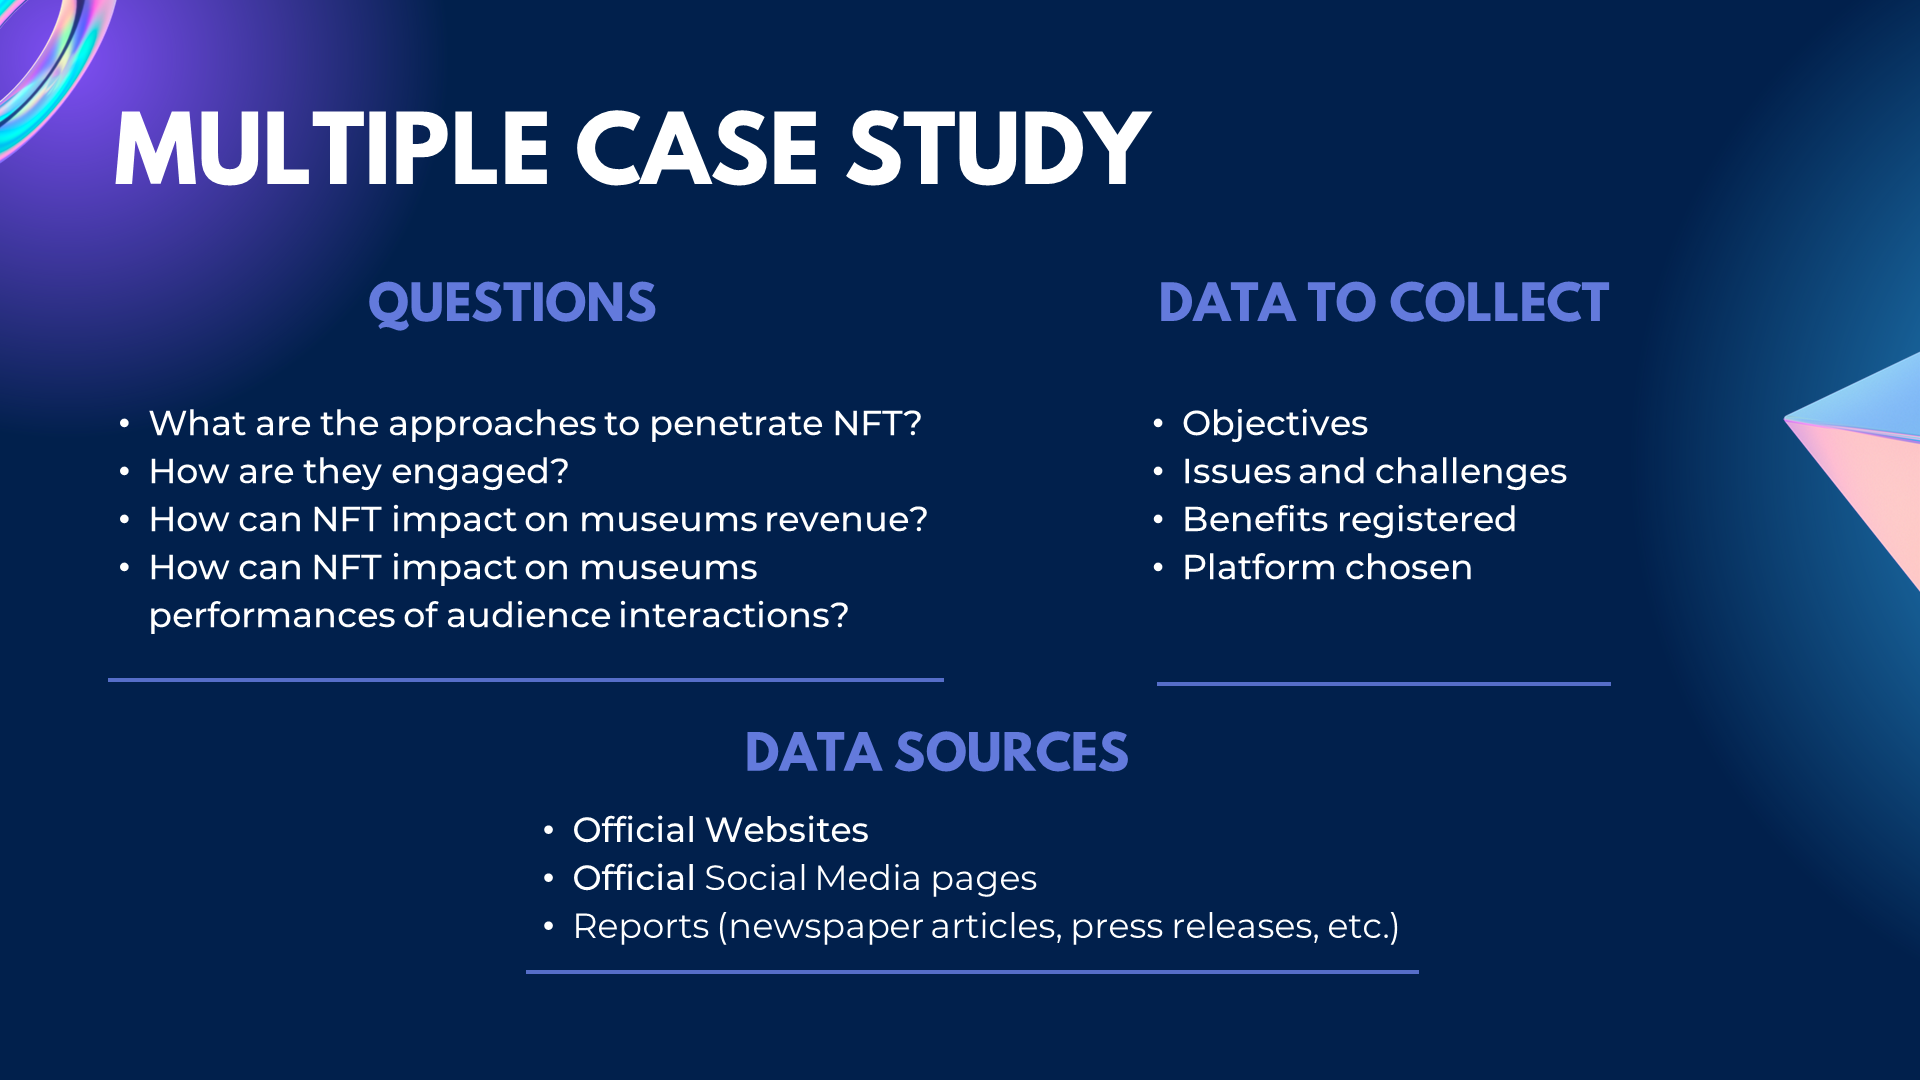 MULTIPLE CASE STUDY
QUESTIONS
• What are the approaches to penetrate NFT?
• How are they engaged?
• How can NFT impact on museums revenue?
• How can NFT impact on museums
performances of audience interactions?
DATA TO COLLECT
• Objectives
• Issues and challenges
• Benefits registered
• Platform chosen
DATA SOURCES
• Official Websites
• Official Social Media pages
• Reports (newspaper articles, press releases, etc.)